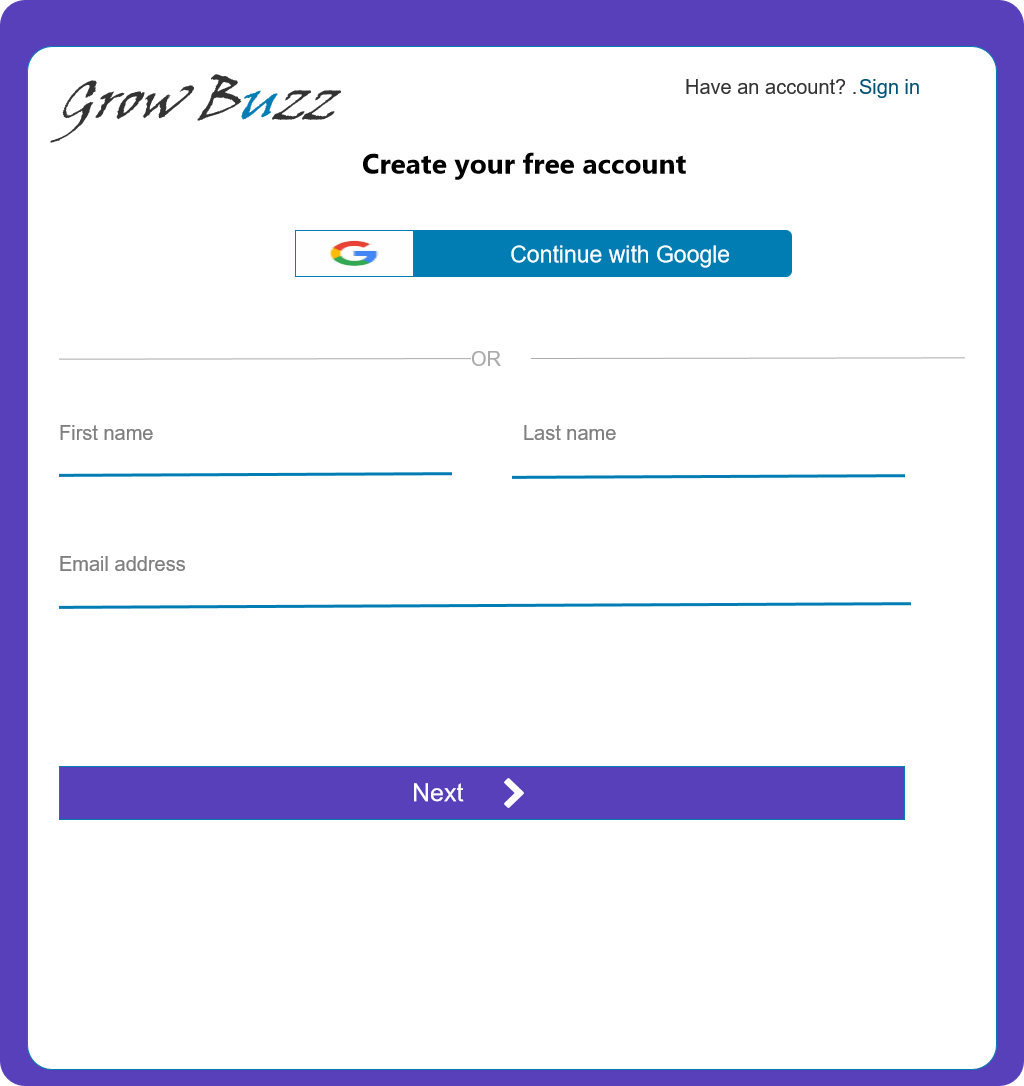 Grow Buzz
Have an account? .Sign in
Create your free account
Continue with Google
OR
First name
Last name
Email address
Next